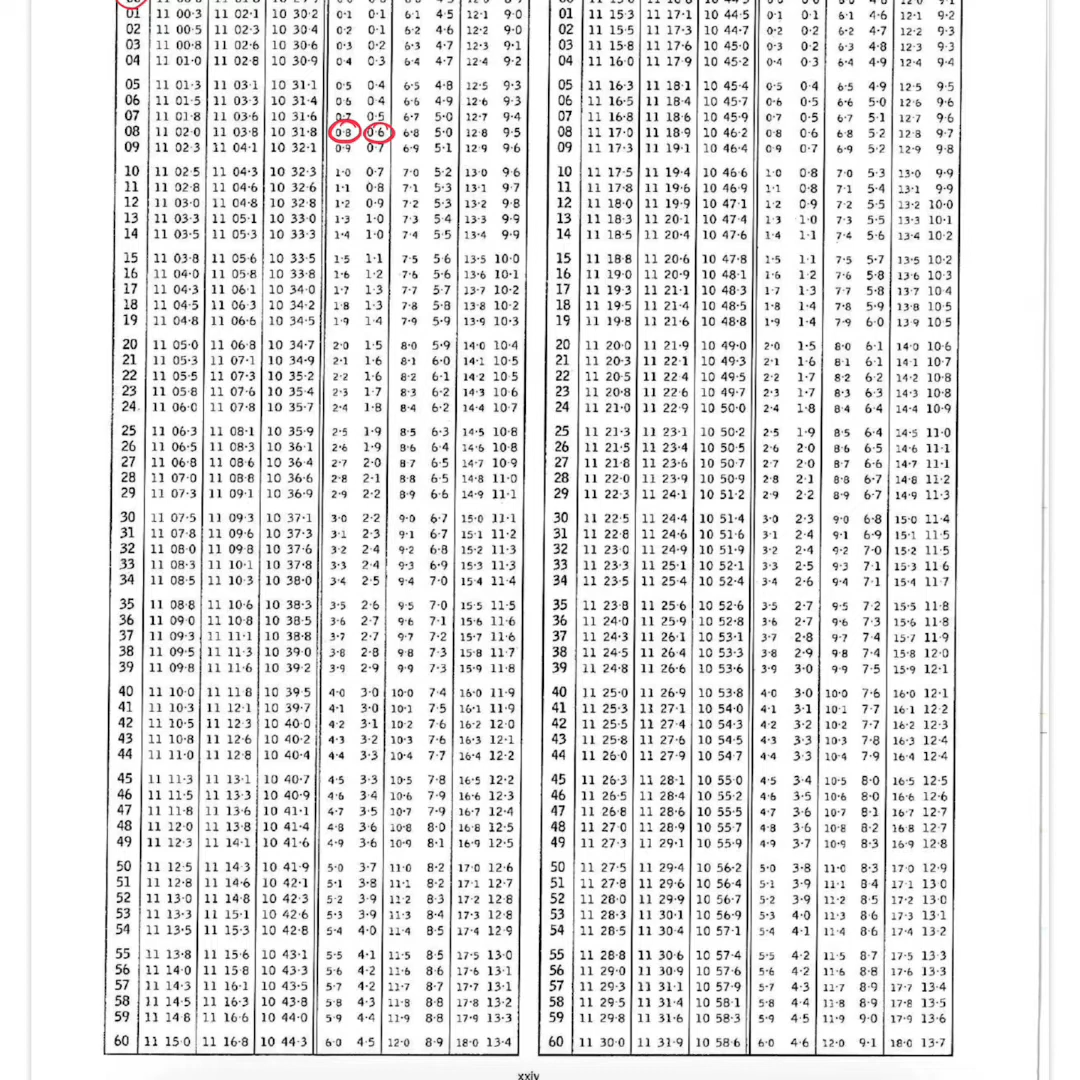 01 11 00·3 11 02·1 10 30·2 0·1 0·1 6·1 4·5 12·1 9·0
02 11 00·5 11 02·3 10 30·4 0·2 0·1 6·2 4·6 12·2 9·0
03 11 00·8 11 02·6 10 30·6 0·3 0·2 6·3 4·7 12·3 9·1
04 11 01·0 11 02·8 10 30·9 0·4 0·3 6·4 4·7 12·4 9·2
05 11 01·3 11 03·1 10 31·1 0·5 0·4 6·5 4·8 12·5 9·3
06 11 01·5 11 03·3 10 31·4 0·6 0·4 6·6 4·9 12·6 9·3
07 11 01·8 11 03·6 10 31·6 0·7 0·5 6·7 5·0 12·7 9·4
08 11 02·0 11 03·8 10 31·8 0·8 0·6 6·8 5·0 12·8 9·5
09 11 02·3 11 04·1 10 32·1 0·9 0·7 6·9 5·1 12·9 9·6
10 11 02·5 11 04·3 10 32·3 1·0 0·7 7·0 5·2 13·0 9·6
11 11 02·8 11 04·6 10 32·6 1·1 0·8 7·1 5·3 13·1 9·7
12 11 03·0 11 04·8 10 32·8 1·2 0·9 7·2 5·3 13·2 9·8
13 11 03·3 11 05·1 10 33·0 1·3 1·0 7·3 5·4 13·3 9·9
14 11 03·5 11 05·3 10 33·3 1·4 1·0 7·4 5·5 13·4 9·9
15 11 03·8 11 05·6 10 33·5 1·5 1·1 7·5 5·6 13·5 10·0
16 11 04·0 11 05·8 10 33·8 1·6 1·2 7·6 5·6 13·6 10·1
17 11 04·3 11 06·1 10 34·0 1·7 1·3 7·7 5·7 13·7 10·2
18 11 04·5 11 06·3 10 34·2 1·8 1·3 7·8 5·8 13·8 10·2
19 11 04·8 11 06·6 10 34·5 1·9 1·4 7·9 5·9 13·9 10·3
20 11 05·0 11 06·8 10 34·7 2·0 1·5 8·0 5·9 14·0 10·4
21 11 05·3 11 07·1 10 34·9 2·1 1·6 8·1 6·0 14·1 10·5
22 11 05·5 11 07·3 10 35·2 2·2 1·6 8·2 6·1 14·2 10·5
23 11 05·8 11 07·6 10 35·4 2·3 1·7 8·3 6·2 14·3 10·6
24 11 06·0 11 07·8 10 35·7 2·4 1·8 8·4 6·2 14·4 10·7
25 11 06·3 11 08·1 10 35·9 2·5 1·9 8·5 6·3 14·5 10·8
26 11 06·5 11 08·3 10 36·1 2·6 1·9 8·6 6·4 14·6 10·8
27 11 06·8 11 08·6 10 36·4 2·7 2·0 8·7 6·5 14·7 10·9
28 11 07·0 11 08·8 10 36·6 2·8 2·1 8·8 6·5 14·8 11·0
29 11 07·3 11 09·1 10 36·9 2·9 2·2 8·9 6·6 14·9 11·1
30 11 07·5 11 09·3 10 37·1 3·0 2·2 9·0 6·7 15·0 11·1
31 11 07·8 11 09·6 10 37·3 3·1 2·3 9·1 6·7 15·1 11·2
32 11 08·0 11 09·8 10 37·6 3·2 2·4 9·2 6·8 15·2 11·3
33 11 08·3 11 10·1 10 37·8 3·3 2·4 9·3 6·9 15·3 11·3
34 11 08·5 11 10·3 10 38·0 3·4 2·5 9·4 7·0 15·4 11·4
35 11 08·8 11 10·6 10 38·3 3·5 2·6 9·5 7·0 15·5 11·5
36 11 09·0 11 10·8 10 38·5 3·6 2·7 9·6 7·1 15·6 11·6
37 11 09·3 11 11·1 10 38·8 3·7 2·7 9·7 7·2 15·7 11·6
38 11 09·5 11 11·3 10 39·0 3·8 2·8 9·8 7·3 15·8 11·7
39 11 09·8 11 11·6 10 39·2 3·9 2·9 9·9 7·3 15·9 11·8
40 11 10·0 11 11·8 10 39·5 4·0 3·0 10·0 7·4 16·0 11·9
41 11 10·3 11 12·1 10 39·7 4·1 3·0 10·1 7·5 16·1 11·9
42 11 10·5 11 12·3 10 40·0 4·2 3·1 10·2 7·6 16·2 12·0
43 11 10·8 11 12·6 10 40·2 4·3 3·2 10·3 7·6 16·3 12·1
44 11 11·0 11 12·8 10 40·4 4·4 3·3 10·4 7·7 16·4 12·2
45 11 11·3 11 13·1 10 40·7 4·5 3·3 10·5 7·8 16·5 12·2
46 11 11·5 11 13·3 10 40·9 4·6 3·4 10·6 7·9 16·6 12·3
47 11 11·8 11 13·6 10 41·1 4·7 3·5 10·7 7·9 16·7 12·4
48 11 12·0 11 13·8 10 41·4 4·8 3·6 10·8 8·0 16·8 12·5
49 11 12·3 11 14·1 10 41·6 4·9 3·6 10·9 8·1 16·9 12·5
50 11 12·5 11 14·3 10 41·9 5·0 3·7 11·0 8·2 17·0 12·6
51 11 12·8 11 14·6 10 42·1 5·1 3·8 11·1 8·2 17·1 12·7
52 11 13·0 11 14·8 10 42·3 5·2 3·9 11·2 8·3 17·2 12·8
53 11 13·3 11 15·1 10 42·6 5·3 3·9 11·3 8·4 17·3 12·8
54 11 13·5 11 15·3 10 42·8 5·4 4·0 11·4 8·5 17·4 12·9
55 11 13·8 11 15·6 10 43·1 5·5 4·1 11·5 8·5 17·5 13·0
56 11 14·0 11 15·8 10 43·3 5·6 4·2 11·6 8·6 17·6 13·1
57 11 14·3 11 16·1 10 43·5 5·7 4·2 11·7 8·7 17·7 13·1
58 11 14·5 11 16·3 10 43·8 5·8 4·3 11·8 8·8 17·8 13·2
59 11 14·8 11 16·6 10 44·0 5·9 4·4 11·9 8·8 17·9 13·3
60 11 15·0 11 16·8 10 44·3 6·0 4·5 12·0 8·9 18·0 13·4
01 11 15·3 11 17·1 10 44·5 0·1 0·1 6·1 4·6 12·1 9·2
02 11 15·5 11 17·3 10 44·7 0·2 0·2 6·2 4·7 12·2 9·3
03 11 15·8 11 17·6 10 45·0 0·3 0·2 6·3 4·8 12·3 9·3
04 11 16·0 11 17·9 10 45·2 0·4 0·3 6·4 4·9 12·4 9·4
05 11 16·3 11 18·1 10 45·4 0·5 0·4 6·5 4·9 12·5 9·5
06 11 16·5 11 18·4 10 45·7 0·6 0·5 6·6 5·0 12·6 9·6
07 11 16·8 11 18·6 10 45·9 0·7 0·5 6·7 5·1 12·7 9·6
08 11 17·0 11 18·9 10 46·2 0·8 0·6 6·8 5·2 12·8 9·7
09 11 17·3 11 19·1 10 46·4 0·9 0·7 6·9 5·2 12·9 9·8
10 11 17·5 11 19·4 10 46·6 1·0 0·8 7·0 5·3 13·0 9·9
11 11 17·8 11 19·6 10 46·9 1·1 0·8 7·1 5·4 13·1 9·9
12 11 18·0 11 19·9 10 47·1 1·2 0·9 7·2 5·5 13·2 10·0
13 11 18·3 11 20·1 10 47·4 1·3 1·0 7·3 5·5 13·3 10·1
14 11 18·5 11 20·4 10 47·6 1·4 1·1 7·4 5·6 13·4 10·2
15 11 18·8 11 20·6 10 47·8 1·5 1·1 7·5 5·7 13·5 10·2
16 11 19·0 11 20·9 10 48·1 1·6 1·2 7·6 5·8 13·6 10·3
17 11 19·3 11 21·1 10 48·3 1·7 1·3 7·7 5·8 13·7 10·4
18 11 19·5 11 21·4 10 48·5 1·8 1·4 7·8 5·9 13·8 10·5
19 11 19·8 11 21·6 10 48·8 1·9 1·4 7·9 6·0 13·9 10·5
20 11 20·0 11 21·9 10 49·0 2·0 1·5 8·0 6·1 14·0 10·6
21 11 20·3 11 22·1 10 49·3 2·1 1·6 8·1 6·1 14·1 10·7
22 11 20·5 11 22·4 10 49·5 2·2 1·7 8·2 6·2 14·2 10·8
23 11 20·8 11 22·6 10 49·7 2·3 1·7 8·3 6·3 14·3 10·8
24 11 21·0 11 22·9 10 50·0 2·4 1·8 8·4 6·4 14·4 10·9
25 11 21·3 11 23·1 10 50·2 2·5 1·9 8·5 6·4 14·5 11·0
26 11 21·5 11 23·4 10 50·5 2·6 2·0 8·6 6·5 14·6 11·1
27 11 21·8 11 23·6 10 50·7 2·7 2·0 8·7 6·6 14·7 11·1
28 11 22·0 11 23·9 10 50·9 2·8 2·1 8·8 6·7 14·8 11·2
29 11 22·3 11 24·1 10 51·2 2·9 2·2 8·9 6·7 14·9 11·3
30 11 22·5 11 24·4 10 51·4 3·0 2·3 9·0 6·8 15·0 11·4
31 11 22·8 11 24·6 10 51·6 3·1 2·4 9·1 6·9 15·1 11·5
32 11 23·0 11 24·9 10 51·9 3·2 2·4 9·2 7·0 15·2 11·5
33 11 23·3 11 25·1 10 52·1 3·3 2·5 9·3 7·1 15·3 11·6
34 11 23·5 11 25·4 10 52·4 3·4 2·6 9·4 7·1 15·4 11·7
35 11 23·8 11 25·6 10 52·6 3·5 2·7 9·5 7·2 15·5 11·8
36 11 24·0 11 25·9 10 52·8 3·6 2·7 9·6 7·3 15·6 11·8
37 11 24·3 11 26·1 10 53·1 3·7 2·8 9·7 7·4 15·7 11·9
38 11 24·5 11 26·4 10 53·3 3·8 2·9 9·8 7·4 15·8 12·0
39 11 24·8 11 26·6 10 53·6 3·9 3·0 9·9 7·5 15·9 12·1
40 11 25·0 11 26·9 10 53·8 4·0 3·0 10·0 7·6 16·0 12·1
41 11 25·3 11 27·1 10 54·0 4·1 3·1 10·1 7·7 16·1 12·2
42 11 25·5 11 27·4 10 54·3 4·2 3·2 10·2 7·7 16·2 12·3
43 11 25·8 11 27·6 10 54·5 4·3 3·3 10·3 7·8 16·3 12·4
44 11 26·0 11 27·9 10 54·7 4·4 3·3 10·4 7·9 16·4 12·4
45 11 26·3 11 28·1 10 55·0 4·5 3·4 10·5 8·0 16·5 12·5
46 11 26·5 11 28·4 10 55·2 4·6 3·5 10·6 8·0 16·6 12·6
47 11 26·8 11 28·6 10 55·5 4·7 3·6 10·7 8·1 16·7 12·7
48 11 27·0 11 28·9 10 55·7 4·8 3·6 10·8 8·2 16·8 12·7
49 11 27·3 11 29·1 10 55·9 4·9 3·7 10·9 8·3 16·9 12·8
50 11 27·5 11 29·4 10 56·2 5·0 3·8 11·0 8·3 17·0 12·9
51 11 27·8 11 29·6 10 56·4 5·1 3·9 11·1 8·4 17·1 13·0
52 11 28·0 11 29·9 10 56·7 5·2 3·9 11·2 8·5 17·2 13·0
53 11 28·3 11 30·1 10 56·9 5·3 4·0 11·3 8·6 17·3 13·1
54 11 28·5 11 30·4 10 57·1 5·4 4·1 11·4 8·6 17·4 13·2
55 11 28·8 11 30·6 10 57·4 5·5 4·2 11·5 8·7 17·5 13·3
56 11 29·0 11 30·9 10 57·6 5·6 4·2 11·6 8·8 17·6 13·3
57 11 29·3 11 31·1 10 57·9 5·7 4·3 11·7 8·9 17·7 13·4
58 11 29·5 11 31·4 10 58·1 5·8 4·4 11·8 8·9 17·8 13·5
59 11 29·8 11 31·6 10 58·3 5·9 4·5 11·9 9·0 17·9 13·6
60 11 30·0 11 31·9 10 58·6 6·0 4·6 12·0 9·1 18·0 13·7
xxiv